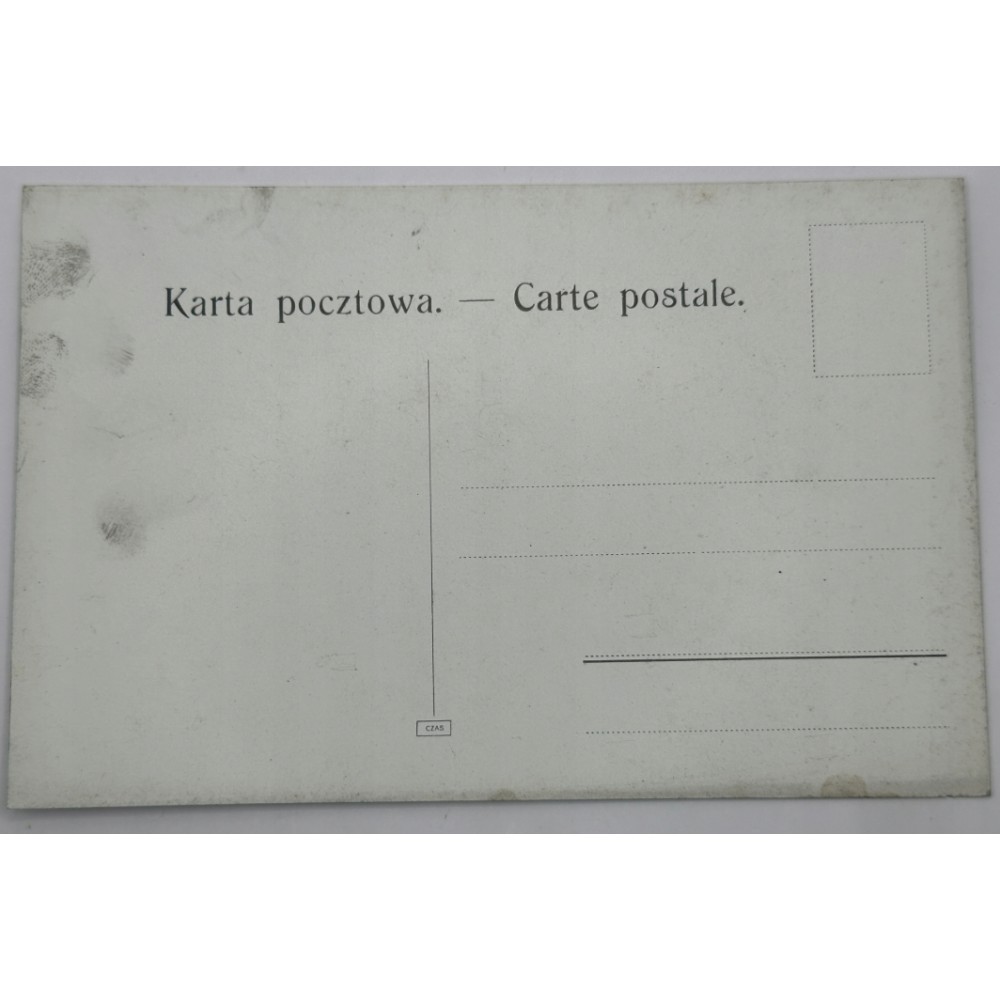 Karta pocztowa. — Carte postale.
CZAS